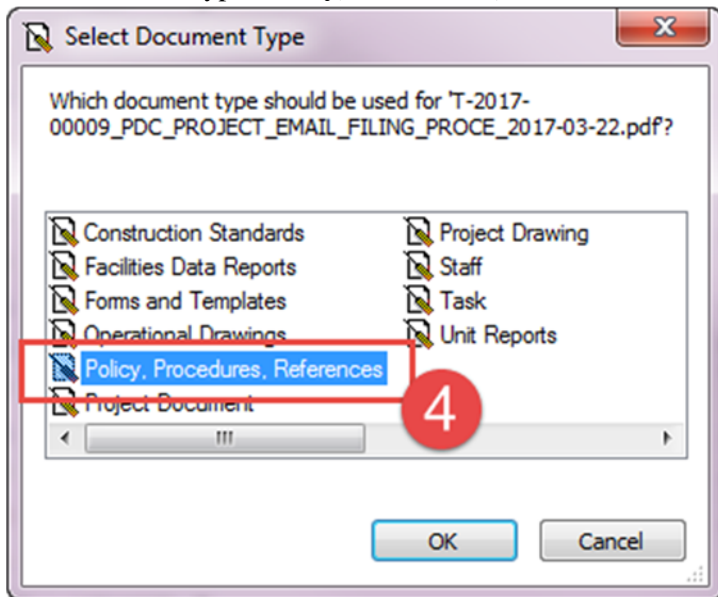 Select Document Type
Which document type should be used for 'T-2017-
00009_PDC_PROJECT_EMAIL_FILING_PROCE_2017-03-22.pdf'?
Construction Standards
Facilities Data Reports
Forms and Templates
Operational Drawings
Policy, Procedures, References
Project Document
Project Drawing
Staff
Task
Unit Reports
4
OK
Cancel